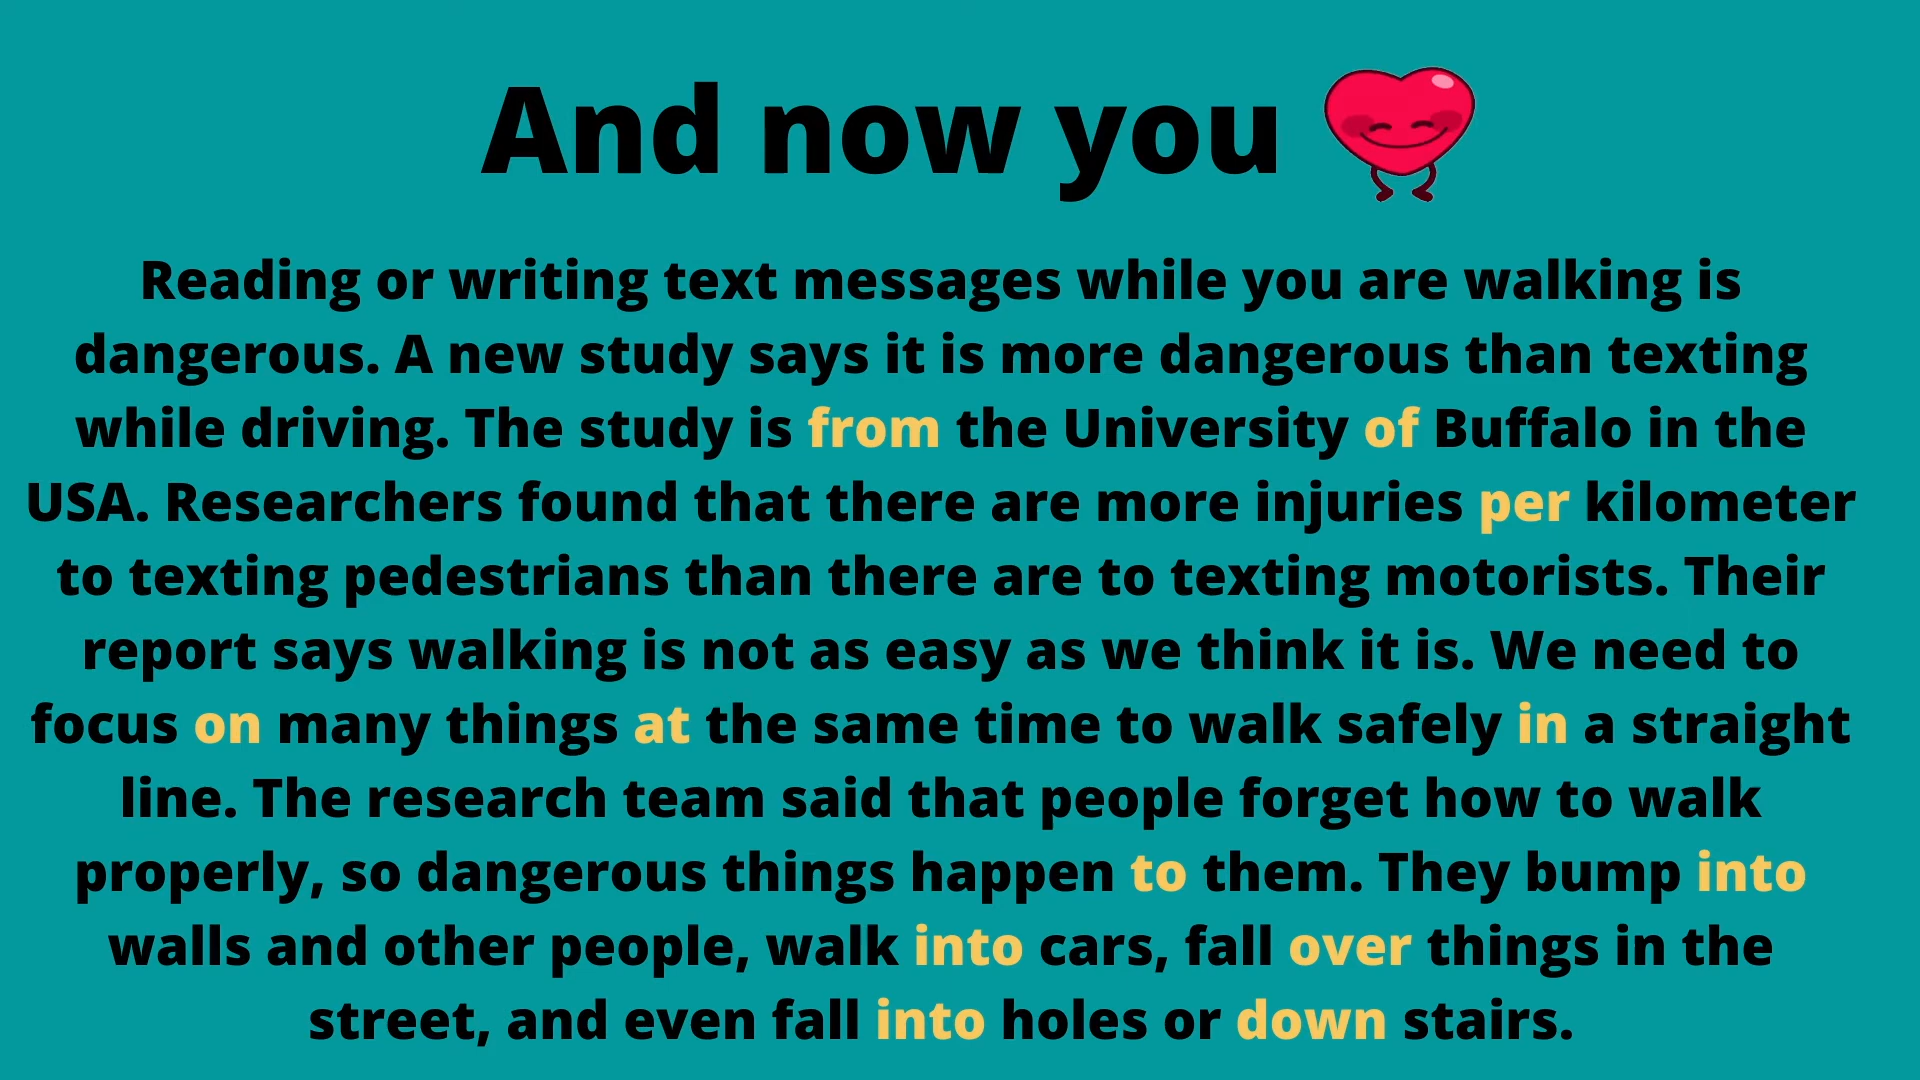 And now you
Reading or writing text messages while you are walking is
dangerous. A new study says it is more dangerous than texting
while driving. The study is from the University of Buffalo in the
USA. Researchers found that there are more injuries per kilometer
to texting pedestrians than there are to texting motorists. Their
report says walking is not as easy as we think it is. We need to
focus on many things at the same time to walk safely in a straight
line. The research team said that people forget how to walk
properly, so dangerous things happen to them. They bump into
walls and other people, walk into cars, fall over things in the
street, and even fall into holes or down stairs.